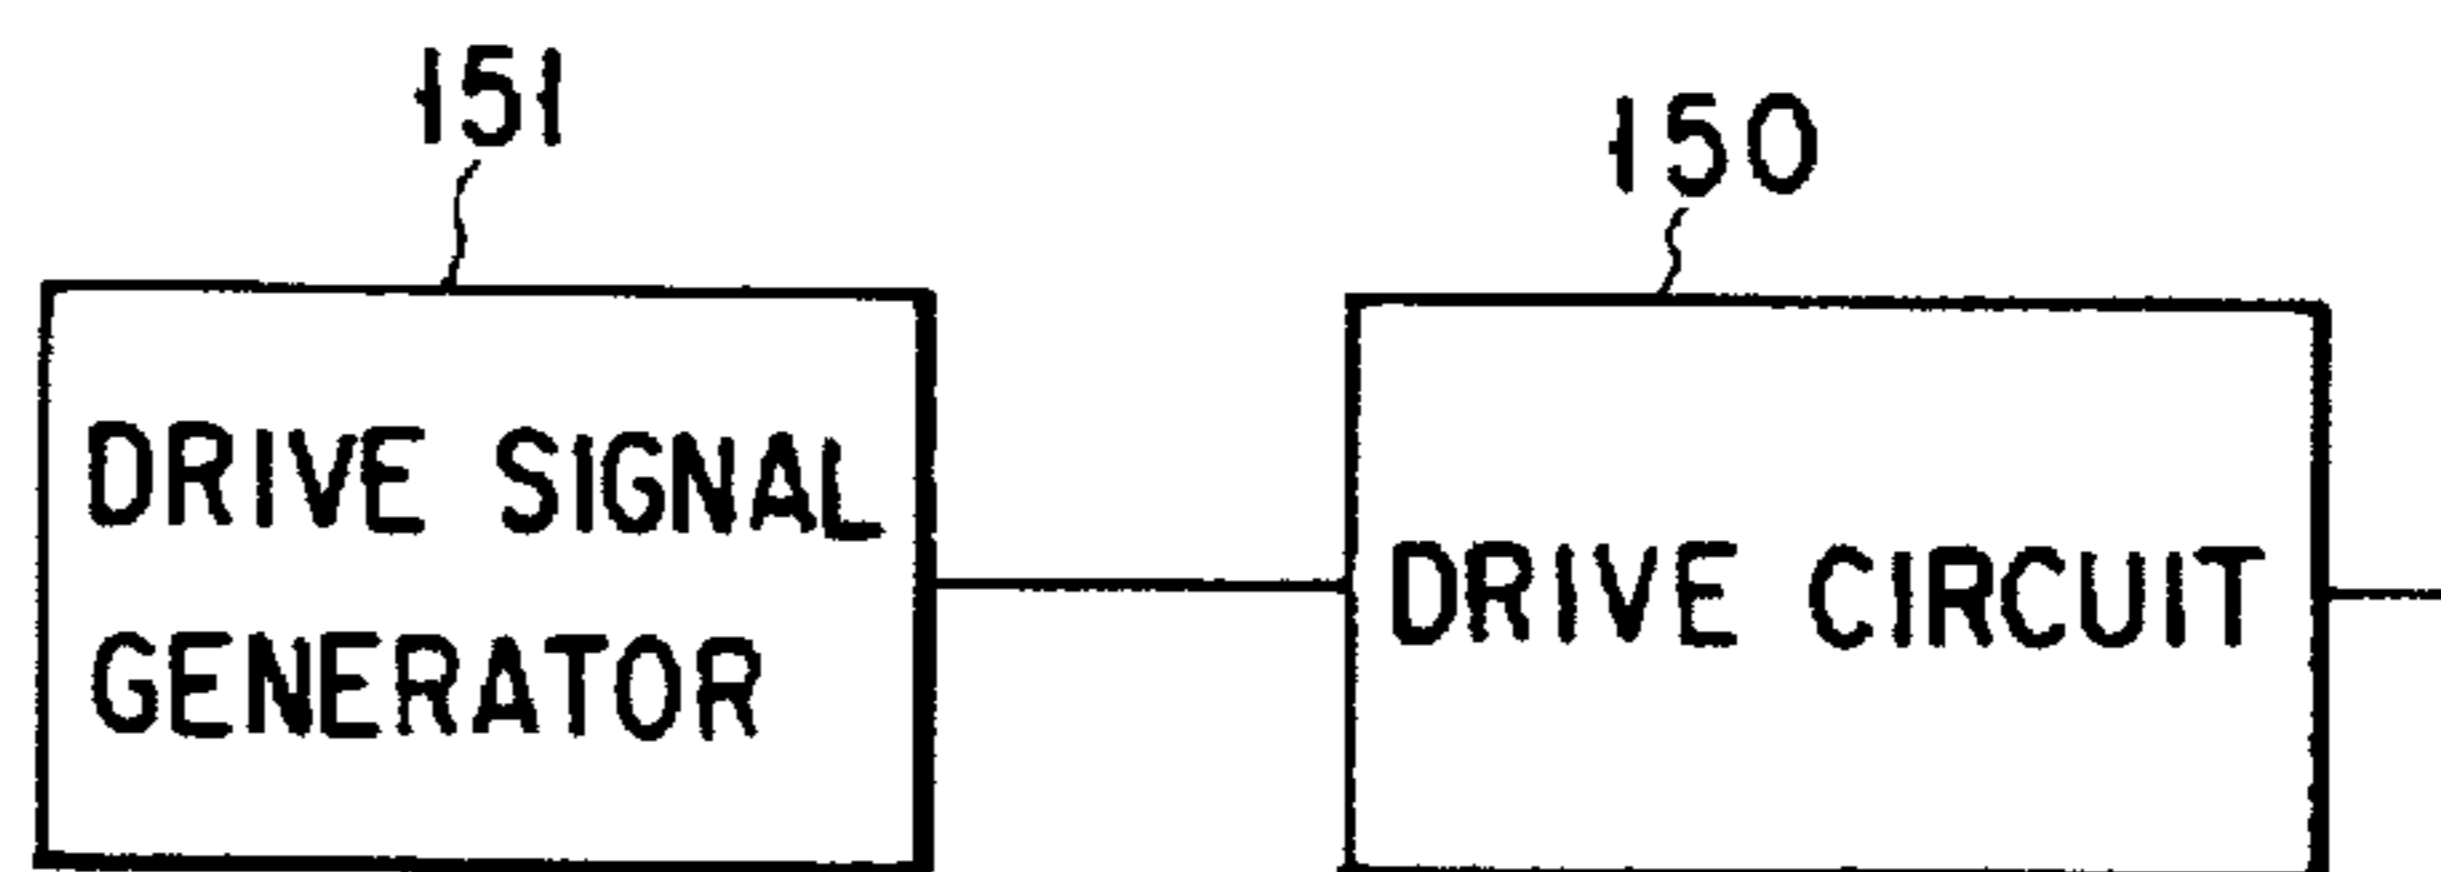 151
150
DRIVE SIGNAL
GENERATOR
DRIVE CIRCUIT